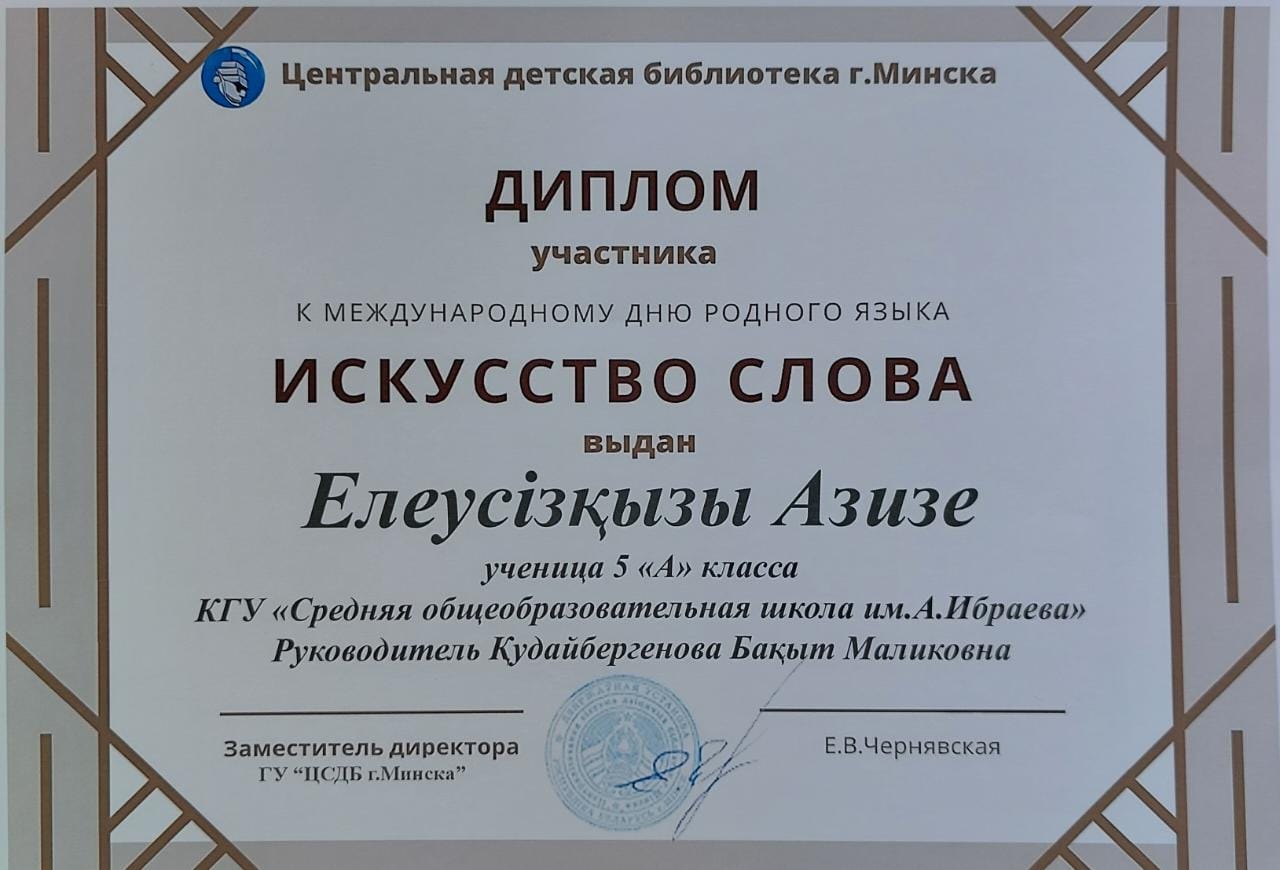 Центральная детская библиотека г.Минска
ДИПЛОМ
участника
К МЕЖДУНАРОДНОМУ ДНЮ РОДНОГО ЯЗЫКА
ИСКУССТВО СЛОВА
выдан
Елеусізқызы Азизе
ученица 5 «А» класса
КГУ «Средняя общеобразовательная школа им.А.Ибраева»
Руководитель Қудайбергенова Бақыт Маликовна
Заместитель директора
ГУ “ЦСДБ г.Минска”
Е.В.Чернявская